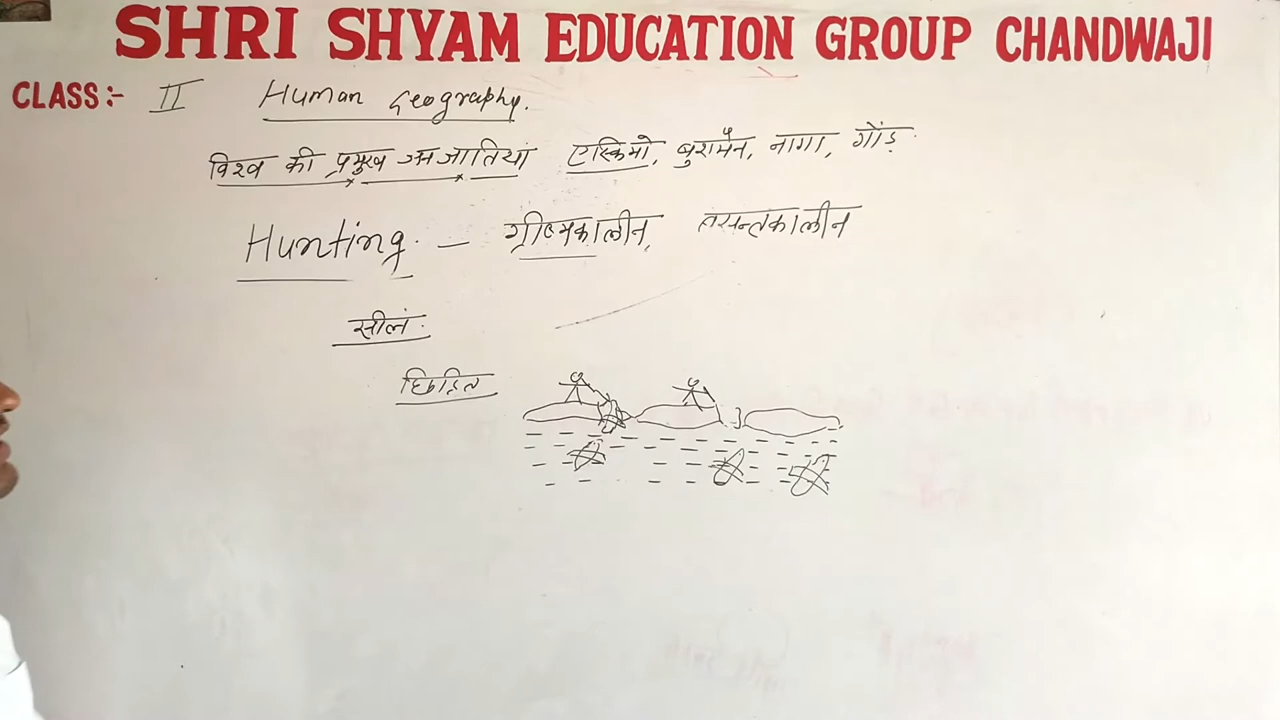 SHRI SHYAM EDUCATION GROUP CHANDWAJI
CLASS:- II Human Geography.
विश्व की प्रमुख जनजातियां एस्किमो, बुशमैन, नागा, गौंड़
Hunting - ग्रीष्मकालीन, वसन्तकालीन
सील